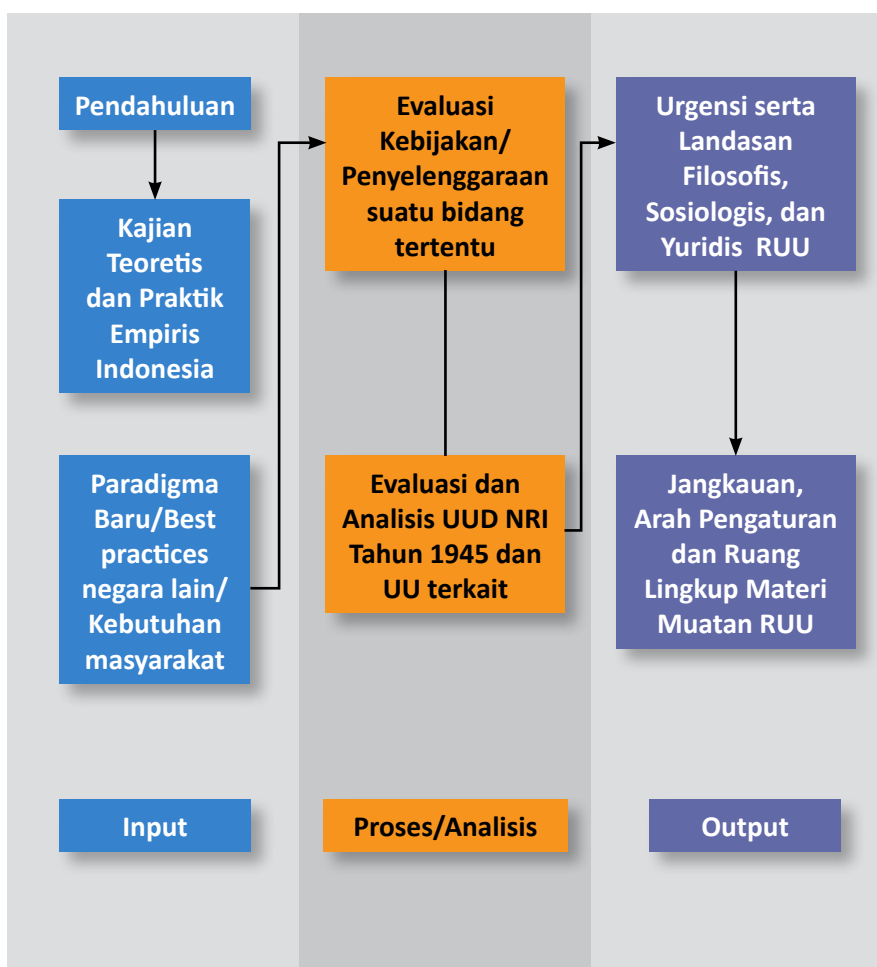 Pendahuluan
Kajian
Teoretis
dan Praktik
Empiris
Indonesia
Paradigma
Baru/Best
practices
negara lain/
Kebutuhan
masyarakat
Input
Evaluasi
Kebijakan/
Penyelenggaraan
suatu bidang
tertentu
Evaluasi dan
Analisis UUD NRI
Tahun 1945 dan
UU terkait
Proses/Analisis
Urgensi serta
Landasan
Filosofis,
Sosiologis, dan
Yuridis RUU
Jangkauan,
Arah Pengaturan
dan Ruang
Lingkup Materi
Muatan RUU
Output